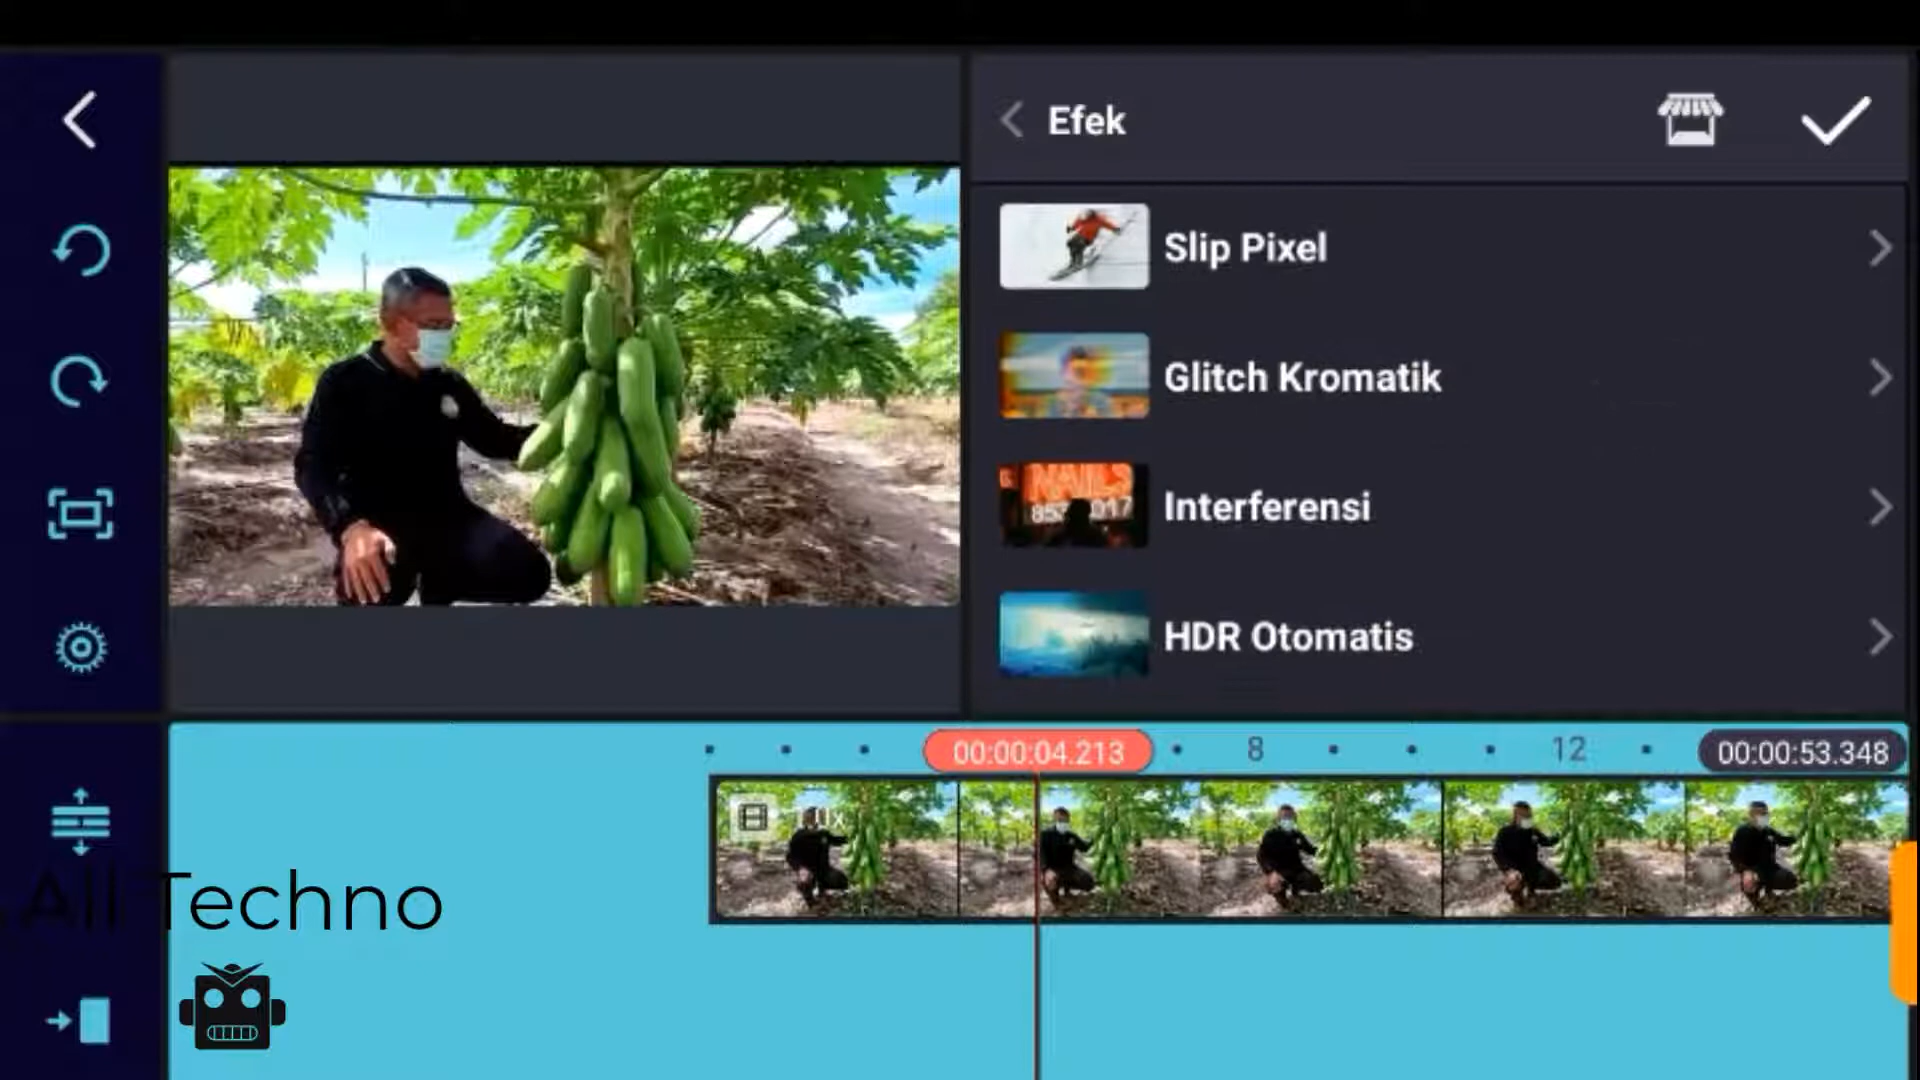 Efek
Slip Pixel
Glitch Kromatik
NAILS
Interferensi
HDR Otomatis
00:00:04.213
8
12
00:00:53.348
All Techno